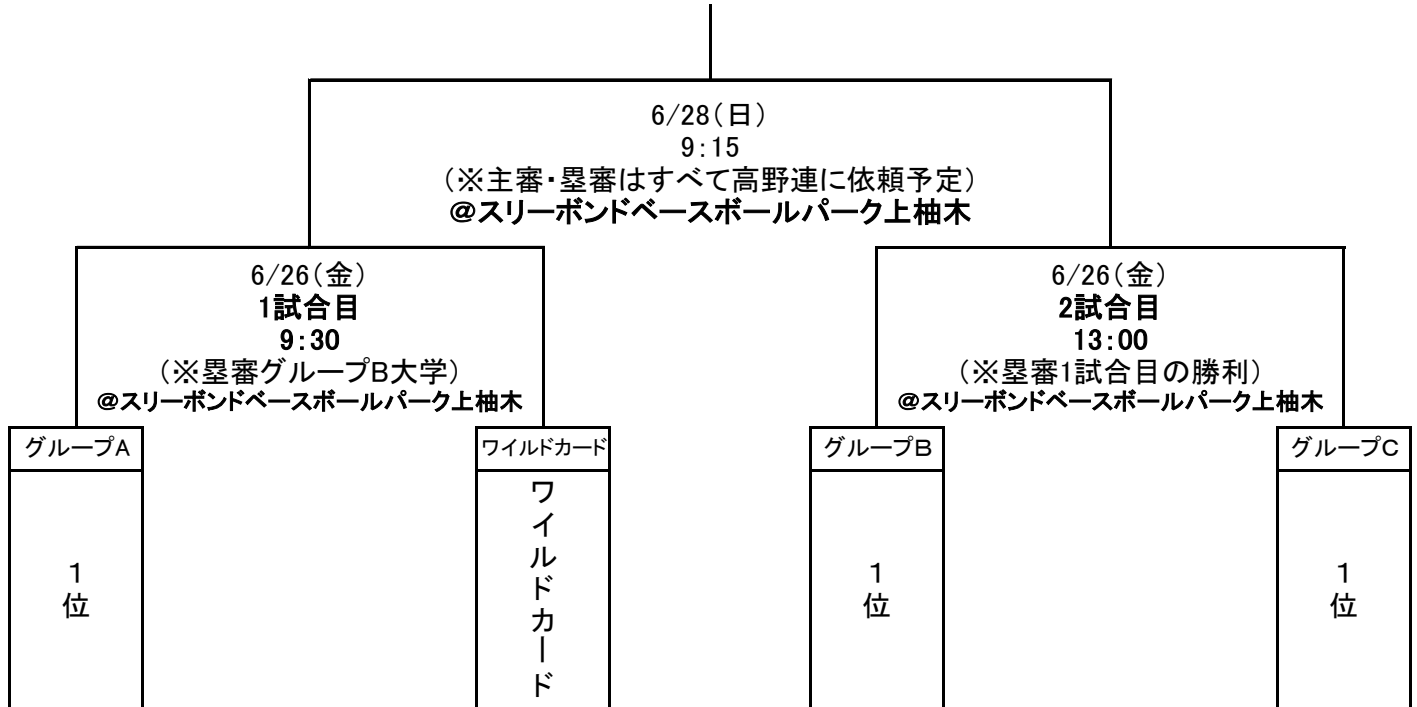 6/28(日)
9:15
(※主審・塁審はすべて高野連に依頼予定)
@スリーボンドベースボールパーク上柚木
6/26(金)
1試合目
9:30
(※塁審グループB大学)
@スリーボンドベースボールパーク上柚木
6/26(金)
2試合目
13:00
(※塁審1試合目の勝利)
@スリーボンドベースボールパーク上柚木
グループA
ワイルドカード
グループB
グループC
1位
ワイルドカード
1位
1位